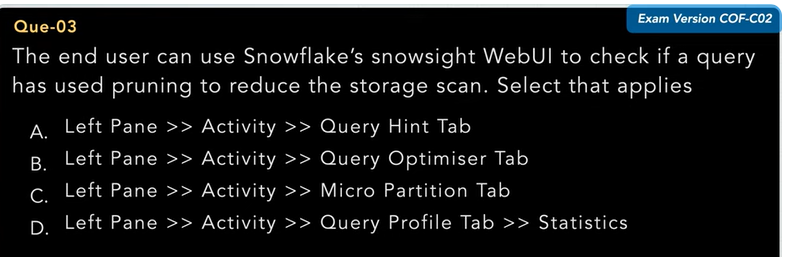 Exam Version COF-C02
Que-03
The end user can use Snowflake's snowsight WebUI to check if a query
has used pruning to reduce the storage scan. Select that applies
A. Left Pane >> Activity >> Query Hint Tab
B. Left Pane >> Activity >> Query Optimiser Tab
C. Left Pane >> Activity >> Micro Partition Tab
D. Left Pane >> Activity >> Query Profile Tab >> Statistics